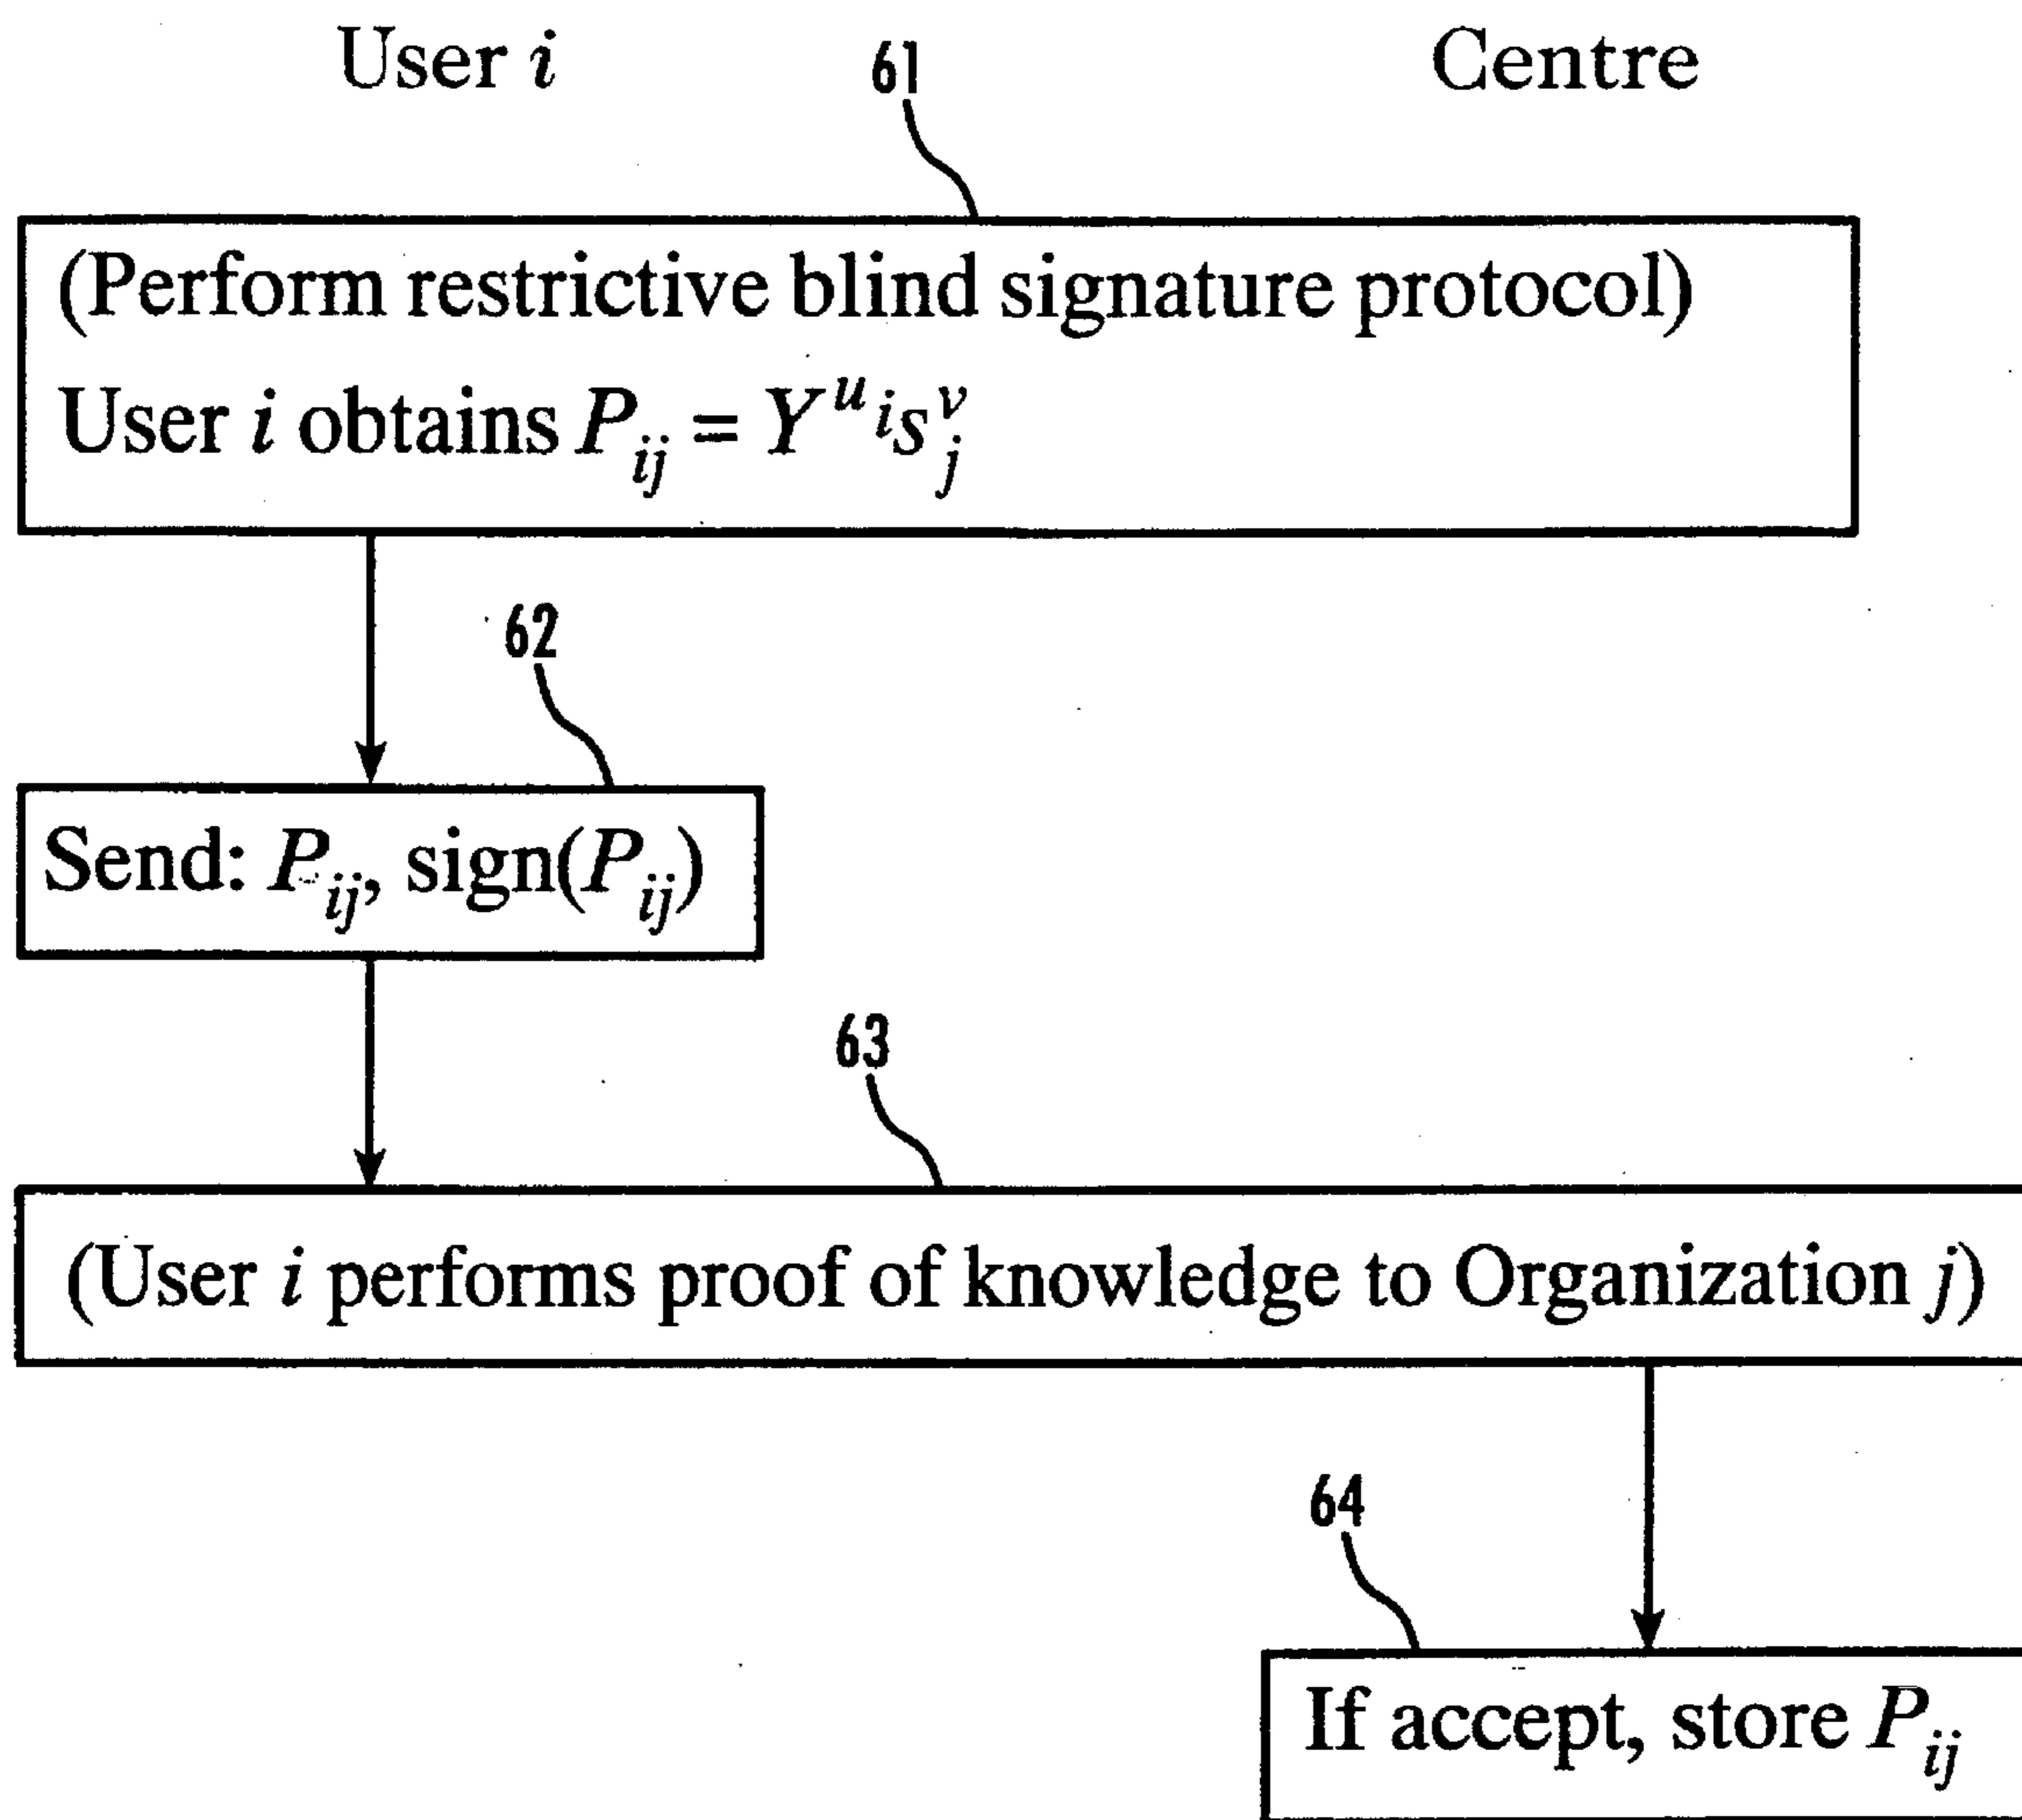 User i
61
Centre
(Perform restrictive blind signature protocol)
User i obtains P_ij = Y^u i s_j^v
62
Send: P_ij, sign(P_ij)
63
(User i performs proof of knowledge to Organization j)
64
If accept, store P_ij